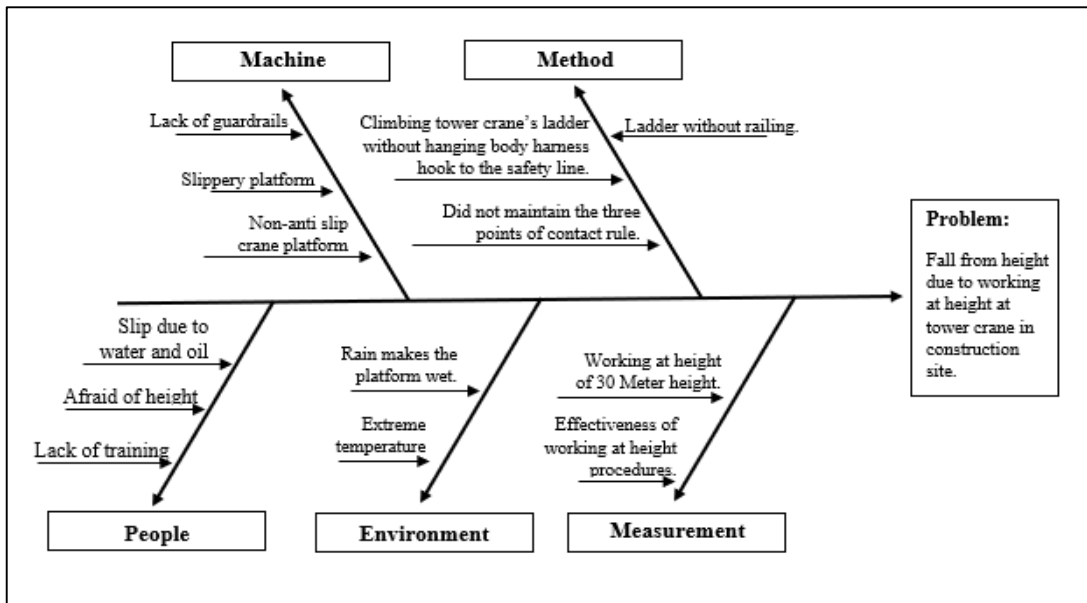 Machine
Lack of guardrails
Slippery platform
Non-anti slip
crane platform
Method
Climbing tower crane's ladder
without hanging body harness
hook to the safety line.
Ladder without railing.
Did not maintain the three
points of contact rule.
Problem:
Fall from height
due to working
at height at
tower crane in
construction
site.
Slip due to
water and oil
Afraid of height
Lack of training
People
Rain makes the
platform wet.
Extreme
temperature
Environment
Working at height
of 30 Meter height.
Effectiveness of
working at height
procedures.
Measurement